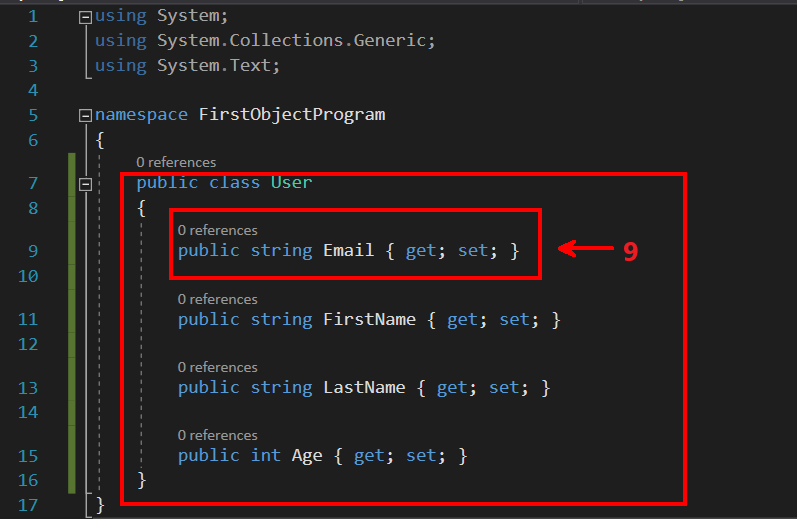 1 using System;
2 using System.Collections.Generic;
3 using System.Text;
4
5 namespace FirstObjectProgram
6 {
0 references
7 public class User
8 {
0 references
9 public string Email { get; set; } 9
10
0 references
11 public string FirstName { get; set; }
12
0 references
13 public string LastName { get; set; }
14
0 references
15 public int Age { get; set; }
16 }
17 }